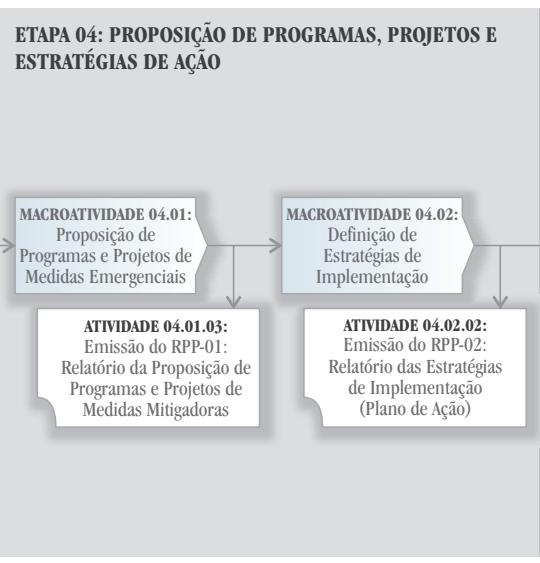 ETAPA 04: PROPOSIÇÃO DE PROGRAMAS, PROJETOS E
ESTRATÉGIAS DE AÇÃO
MACROATIVIDADE 04.01:
Proposição de
Programas e Projetos de
Medidas Emergenciais
MACROATIVIDADE 04.02:
Definição de
Estratégias de
Implementação
ATIVIDADE 04.01.03:
Emissão do RPP-01:
Relatório da Proposição de
Programas e Projetos de
Medidas Mitigadoras
ATIVIDADE 04.02.02:
Emissão do RPP-02:
Relatório das Estratégias
de Implementação
(Plano de Ação)